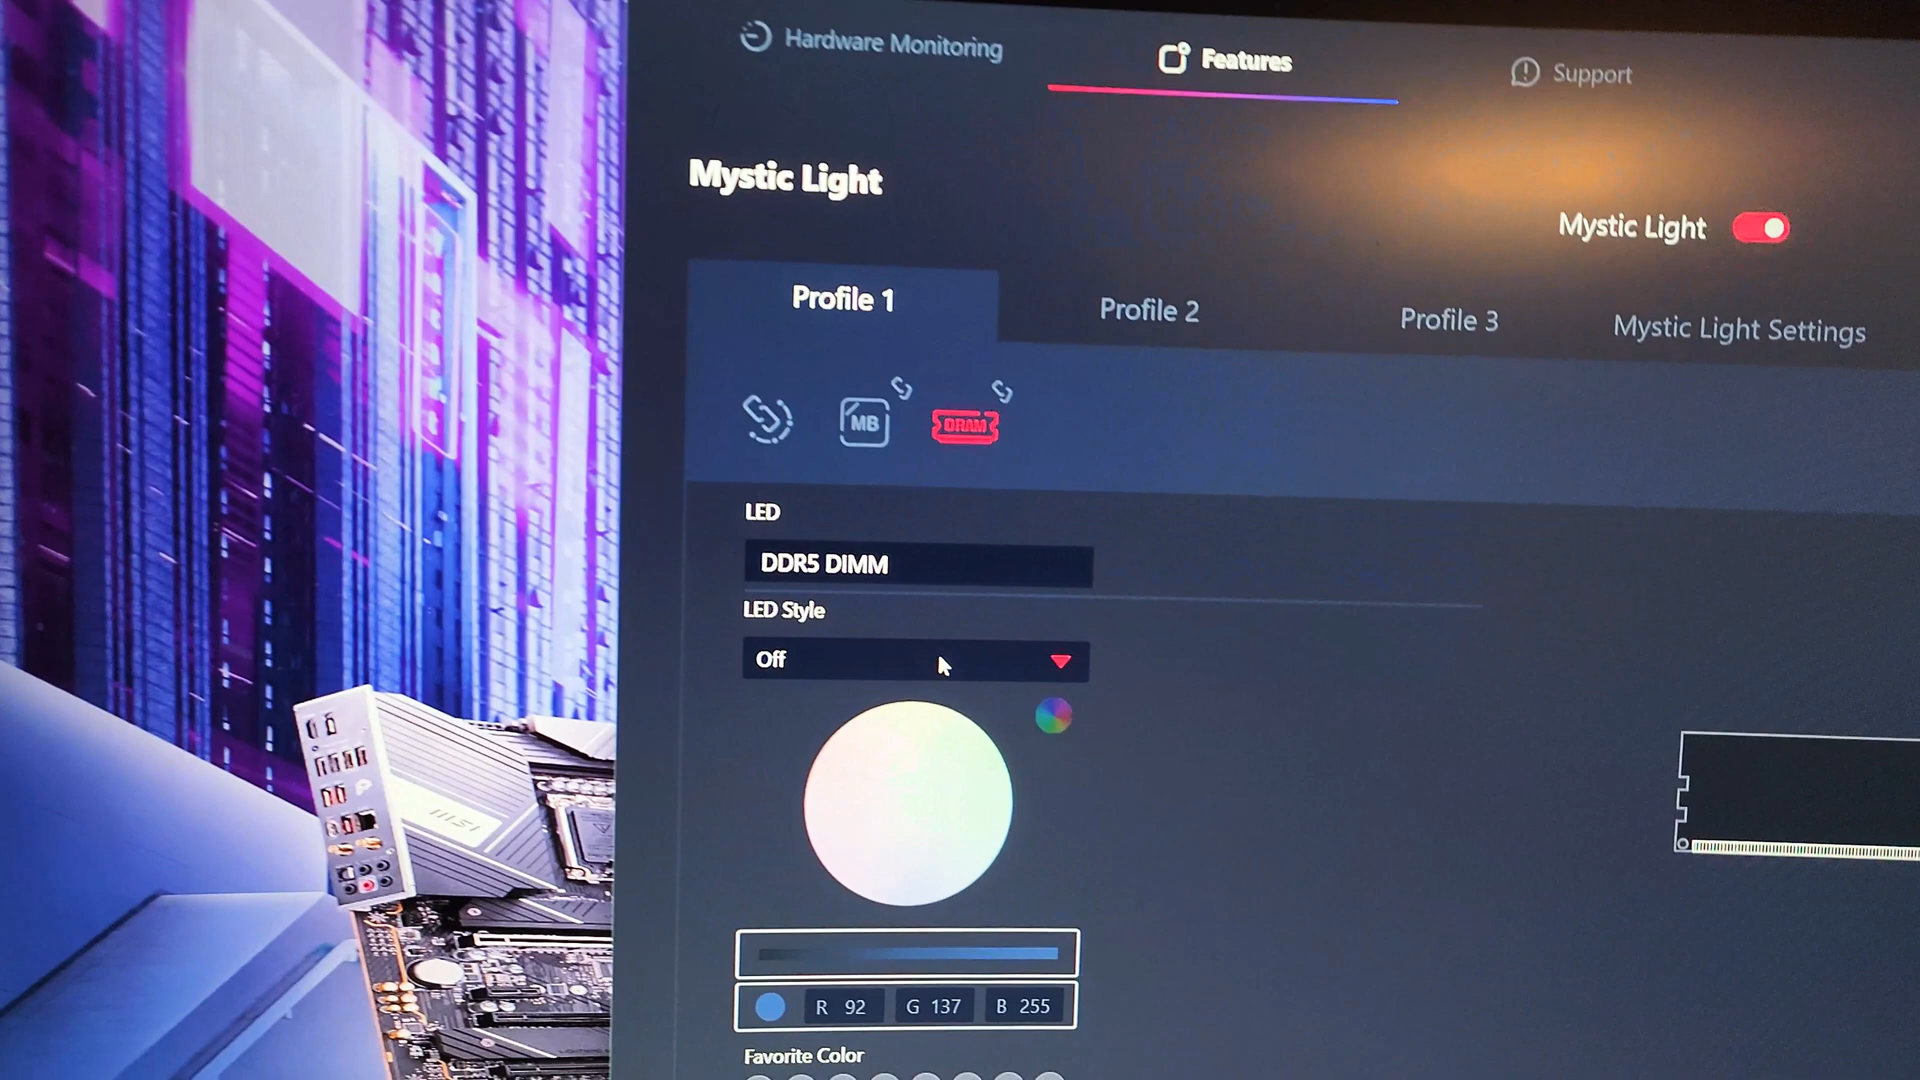 Hardware Monitoring
Features
Support
Mystic Light
Mystic Light
Profile 1
Profile 2
Profile 3
Mystic Light Settings
MB
DRAM
LED
DDR5 DIMM
LED Style
Off
msi
R 92 G 137 B 255
Favorite Color